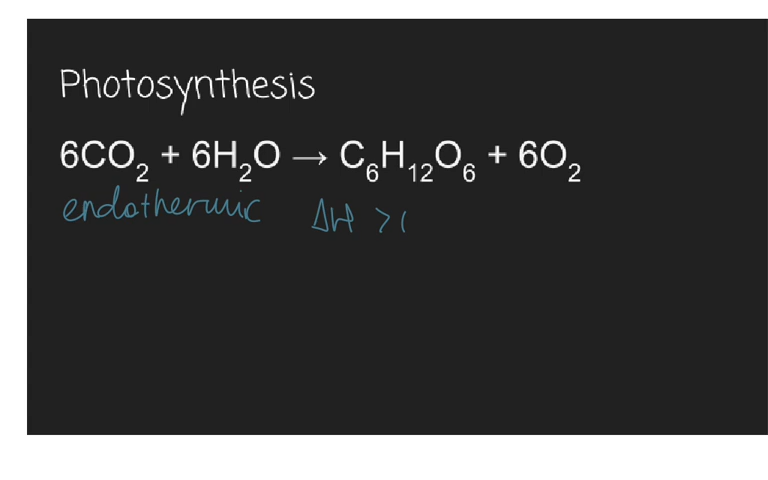 Photosynthesis
6CO₂ + 6H₂O → C₆H₁₂O₆ + 6O₂
endothermic ΔH >